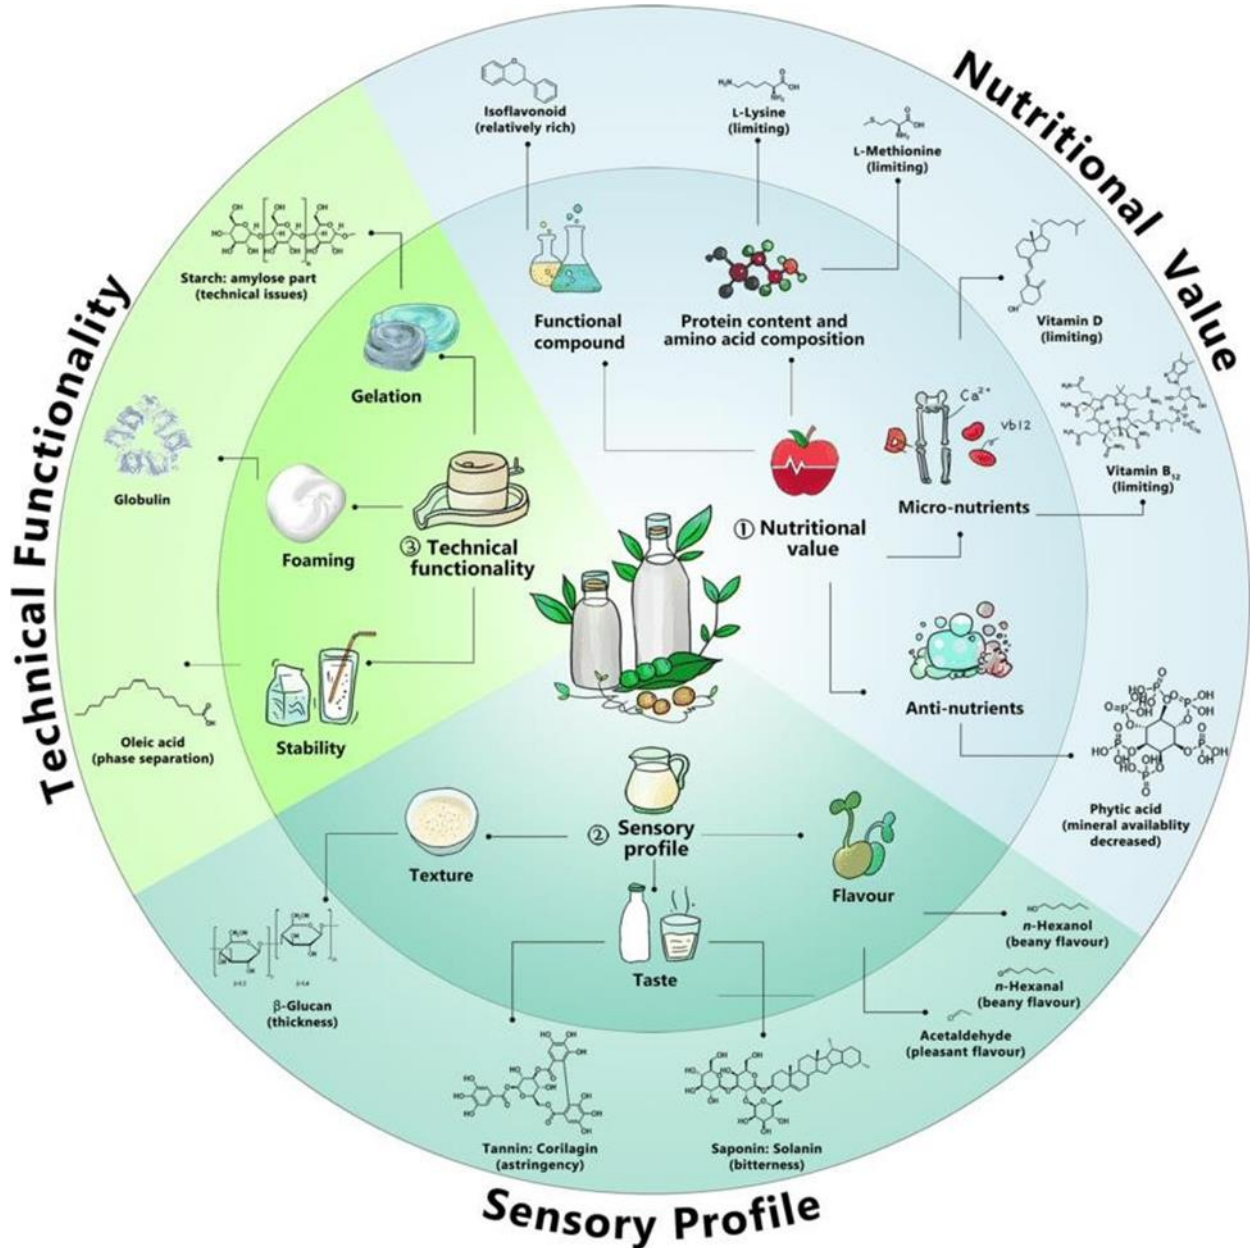 Nutritional Value
Isoflavonoid
(relatively rich)
L-Lysine
(limiting)
L-Methionine
(limiting)
Functional
compound
Protein content and
amino acid composition
Vitamin D
(limiting)
Ca²⁺
Vb12
Vitamin B₁₂
(limiting)
Micro-nutrients
① Nutritional
value
Anti-nutrients
Phytic acid
(mineral availablity
decreased)
Technical Functionality
Starch: amylose part
(technical issues)
Gelation
Globulin
Foaming
③ Technical
functionality
Oleic acid
(phase separation)
Stability
② Sensory
profile
Texture
Flavour
Taste
β-Glucan
(thickness)
n-Hexanol
(beany flavour)
n-Hexanal
(beany flavour)
Acetaldehyde
(pleasant flavour)
Tannin: Corilagin
(astringency)
Saponin: Solanin
(bitterness)
Sensory Profile